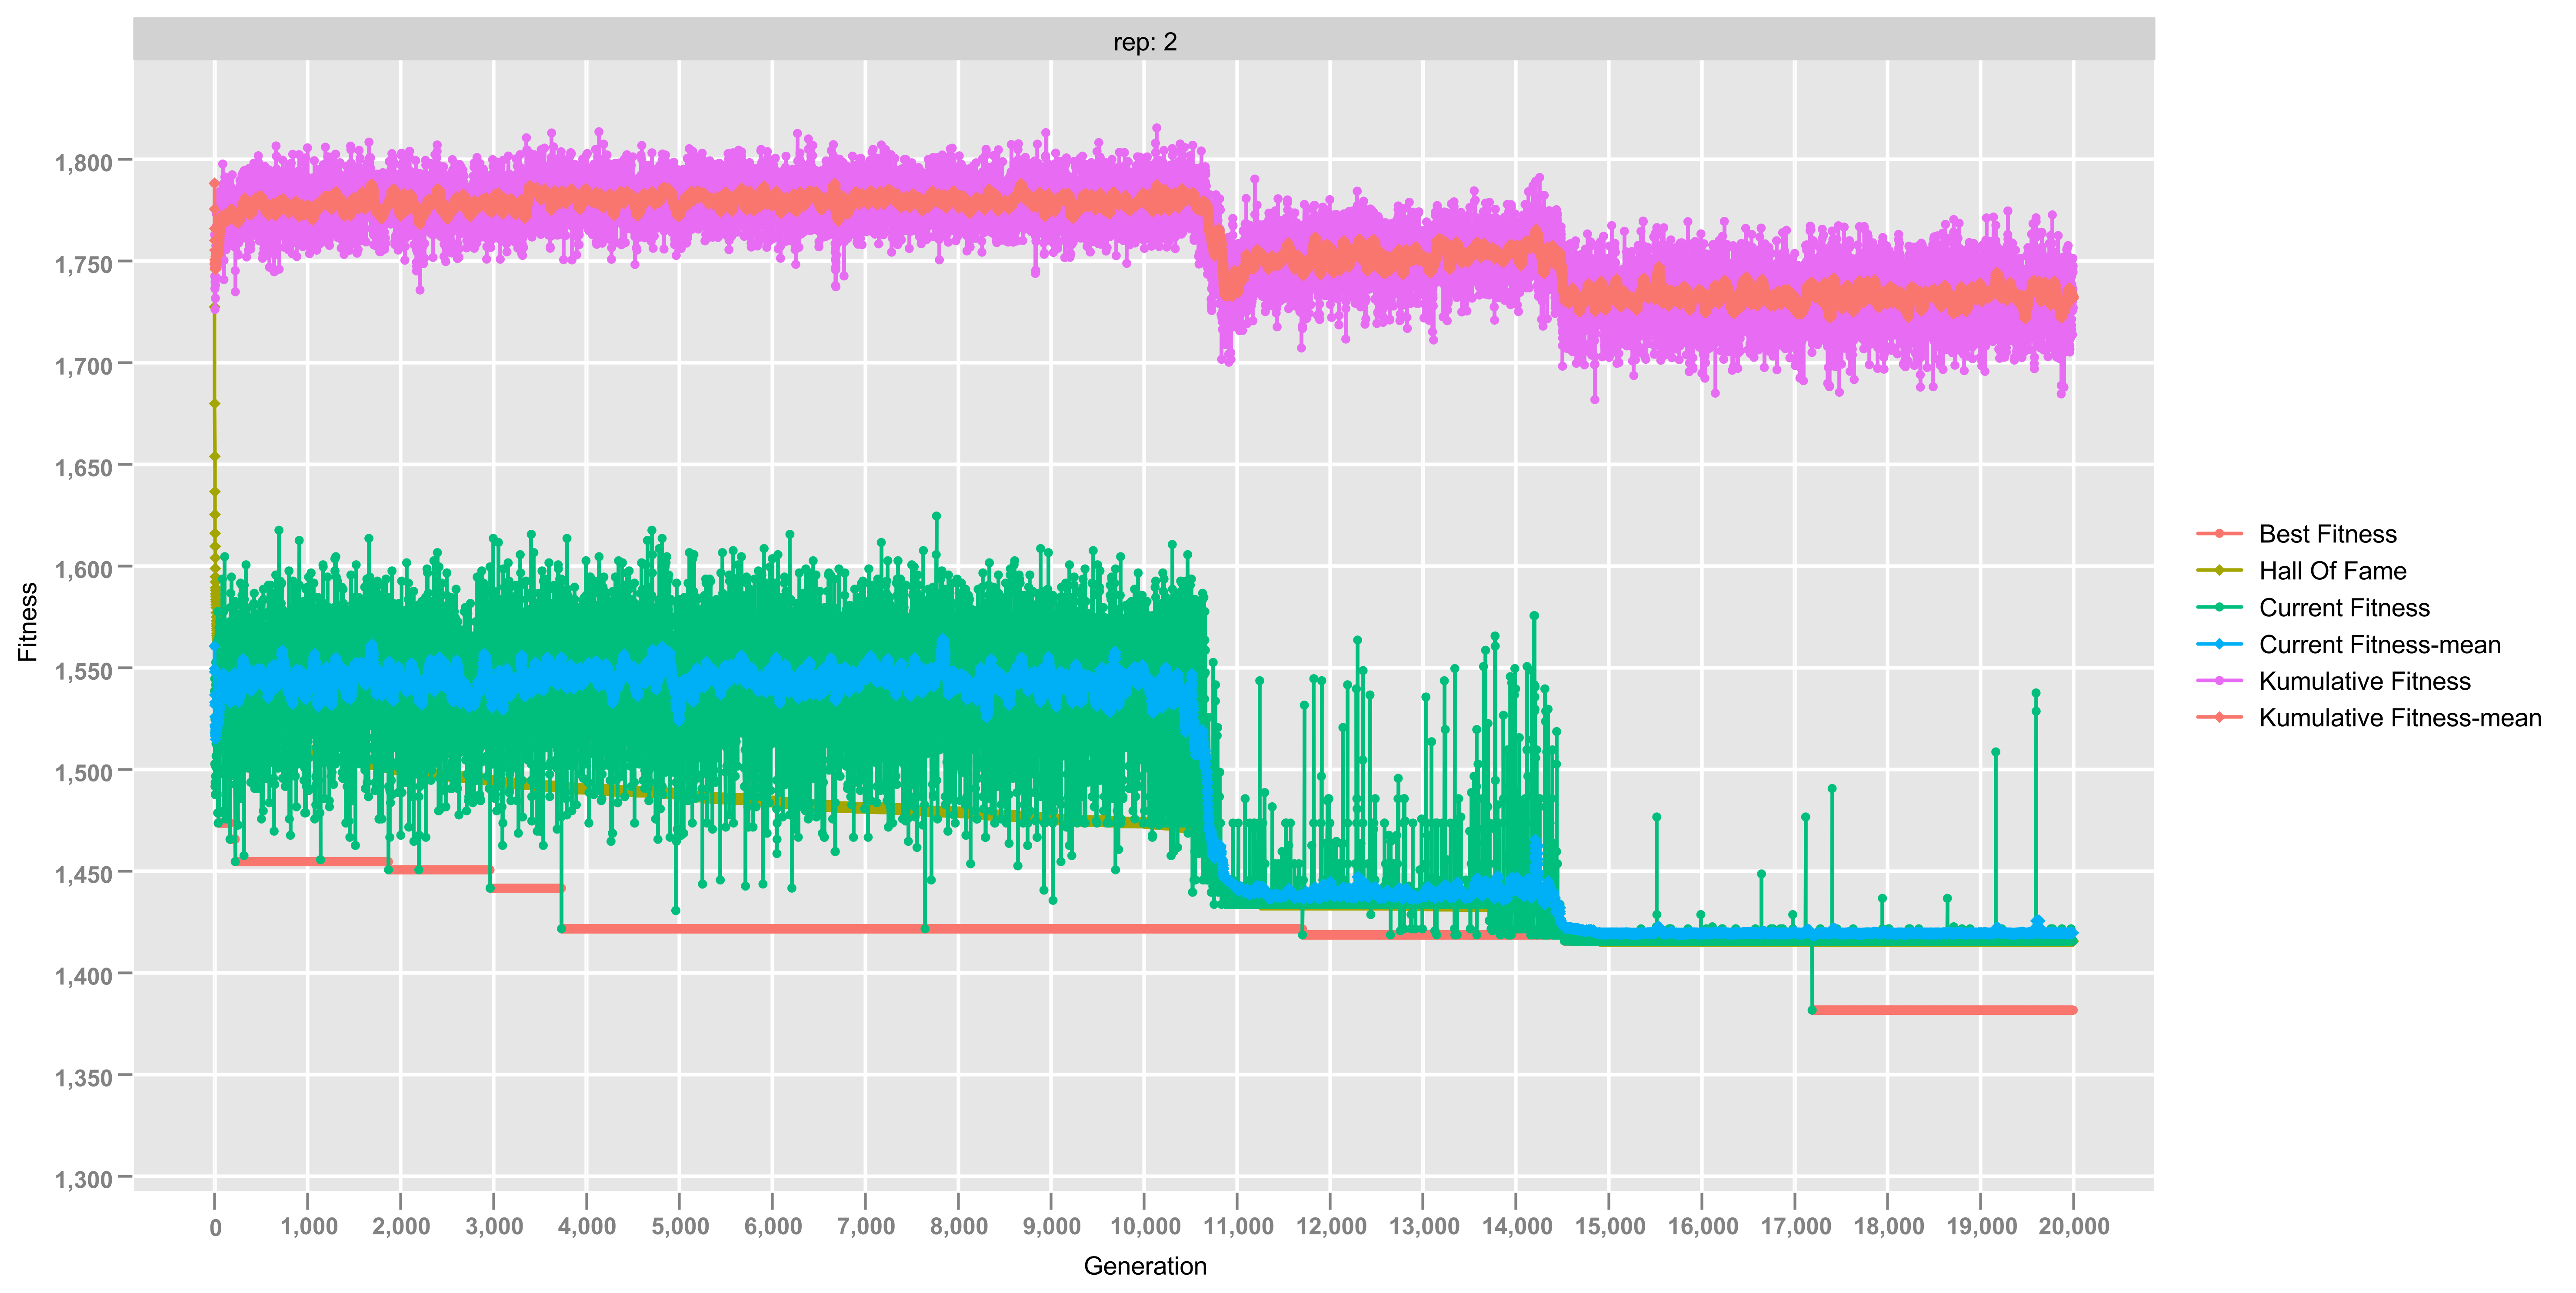 rep: 2
1,800
1,750
1,700
1,650
1,600
1,550
1,500
1,450
1,400
1,350
1,300
Fitness
0 1,000 2,000 3,000 4,000 5,000 6,000 7,000 8,000 9,000 10,000 11,000 12,000 13,000 14,000 15,000 16,000 17,000 18,000 19,000 20,000
Generation
Best Fitness
Hall Of Fame
Current Fitness
Current Fitness-mean
Kumulative Fitness
Kumulative Fitness-mean